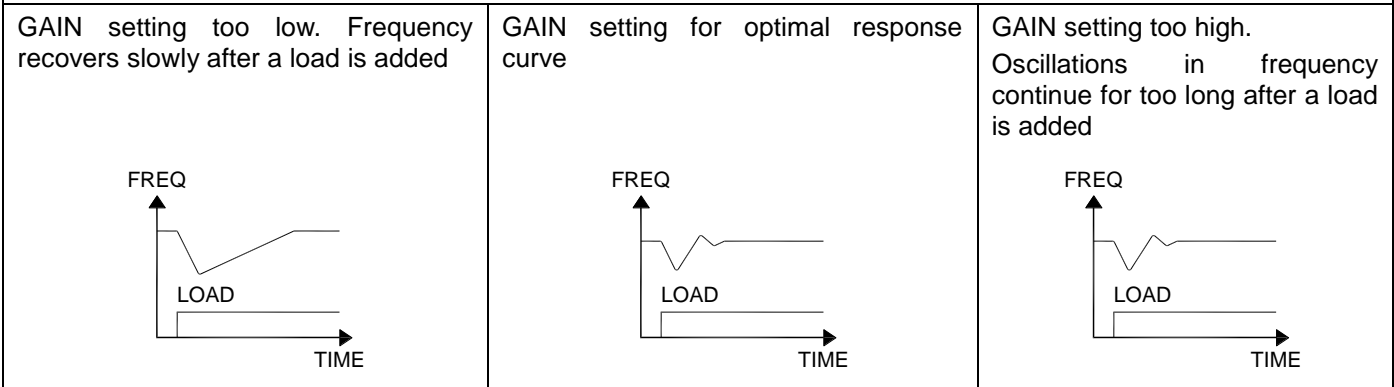 GAIN setting too low. Frequency
recovers slowly after a load is added
FREQ
LOAD
TIME
GAIN setting for optimal response
curve
FREQ
LOAD
TIME
GAIN setting too high.
Oscillations in frequency
continue for too long after a load
is added
FREQ
LOAD
TIME